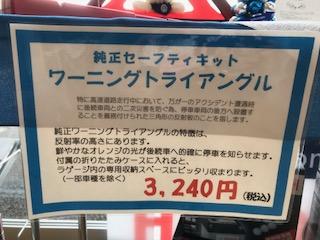 純正セーフティキット
ワーニングトライアングル
特に高速道路走行中において、万が一のアクシデント遭遇時
に後続車両との二次災害を防ぐ為、停車車両の後方へ設置す
ることを義務付けられた三角形の反射板のことを指します。
純正ワーニングトライアングルの特徴は、
反射率の高さにあります。
鮮やかなオレンジの光が後続車へ的確に停車を知らせます。
付属の折りたたみケースに入れると、
ラゲージ内の専用収納スペースにピッタリ収まります。
（一部車種を除く）
3,240円（税込）